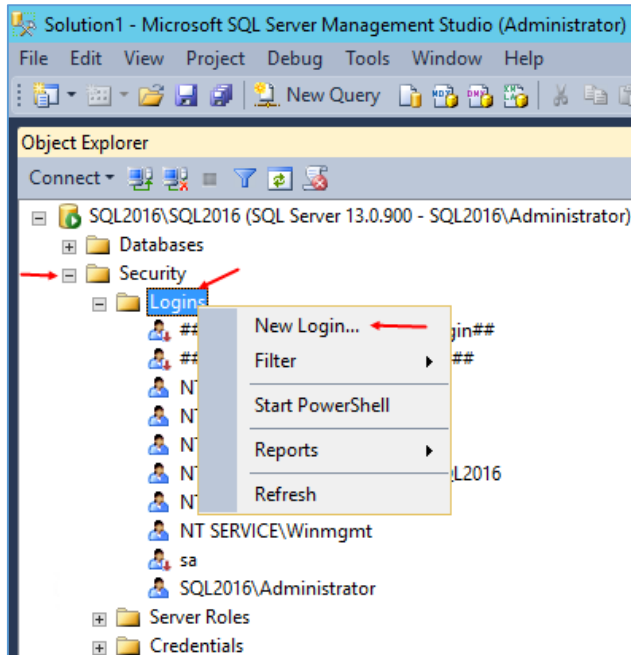 Solution1 - Microsoft SQL Server Management Studio (Administrator)
File Edit View Project Debug Tools Window Help
New Query
Object Explorer
Connect
SQL2016\SQL2016 (SQL Server 13.0.900 - SQL2016\Administrator)
Databases
Security
Logins
New Login...
## gin##
Filter
## ##
NT
Start PowerShell
NT
Reports
NT
NT L2016
Refresh
NT
NT SERVICE\Winmgmt
sa
SQL2016\Administrator
Server Roles
Credentials